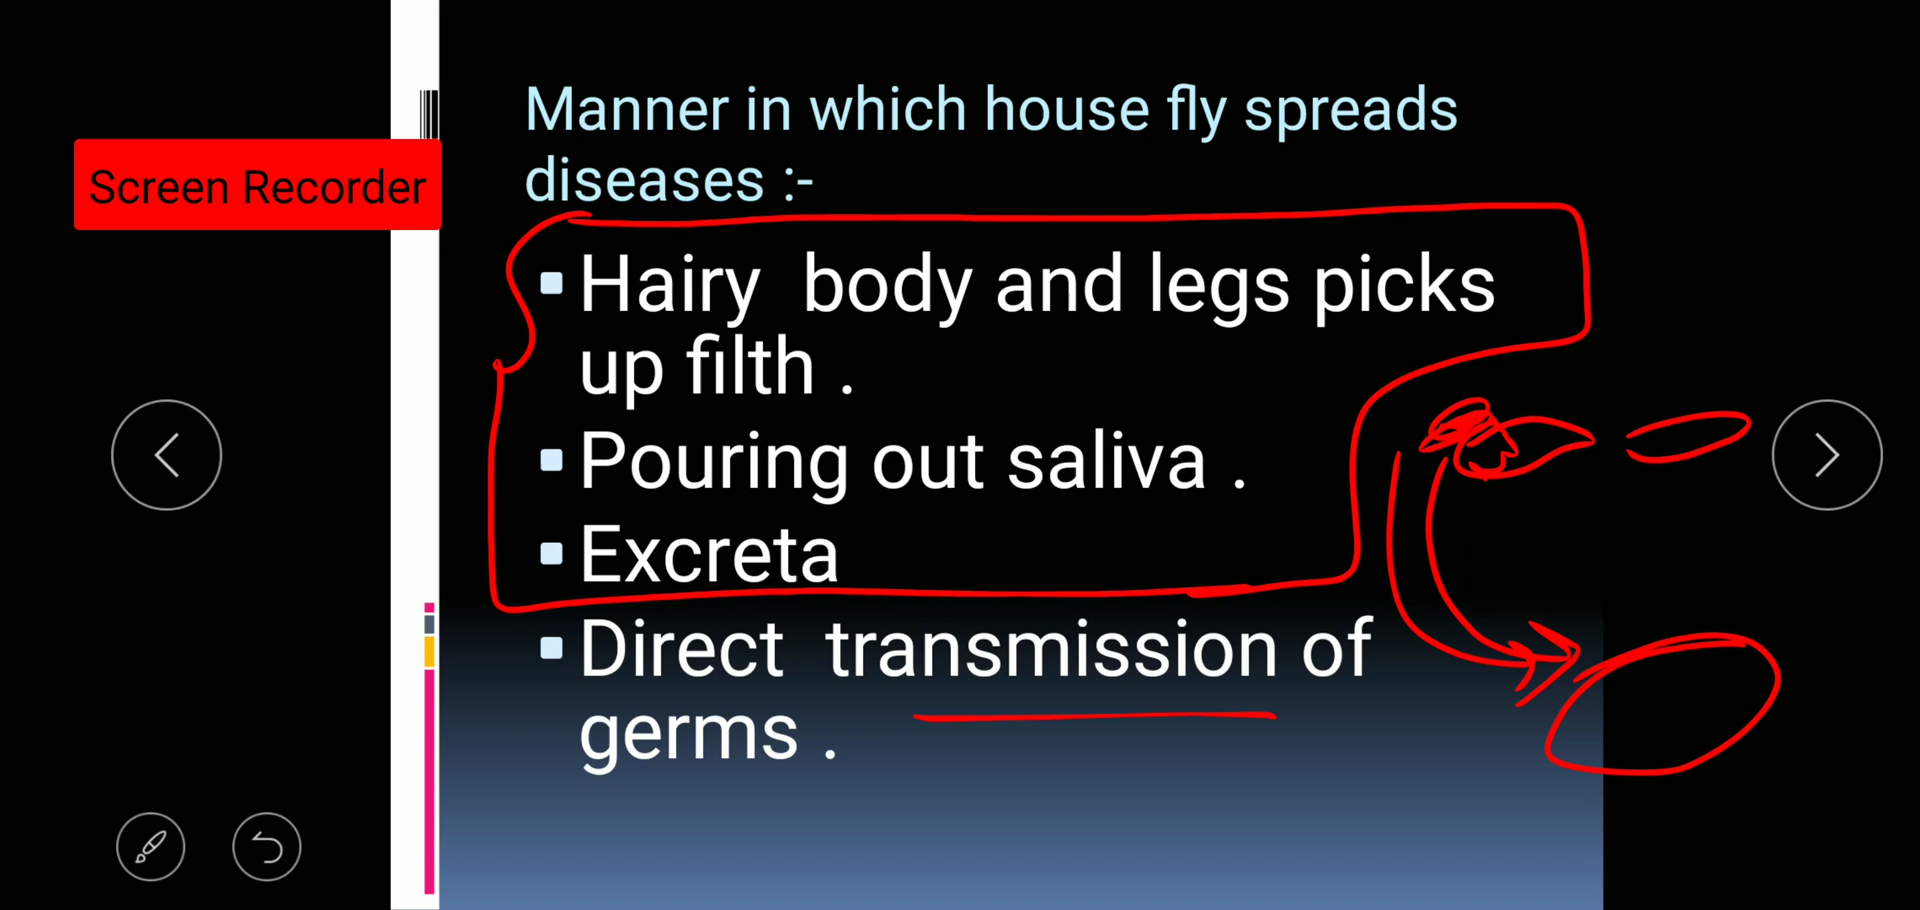 Screen Recorder
Manner in which house fly spreads
diseases :-
▪ Hairy body and legs picks
up filth .
▪ Pouring out saliva .
▪ Excreta
▪ Direct transmission of
germs .